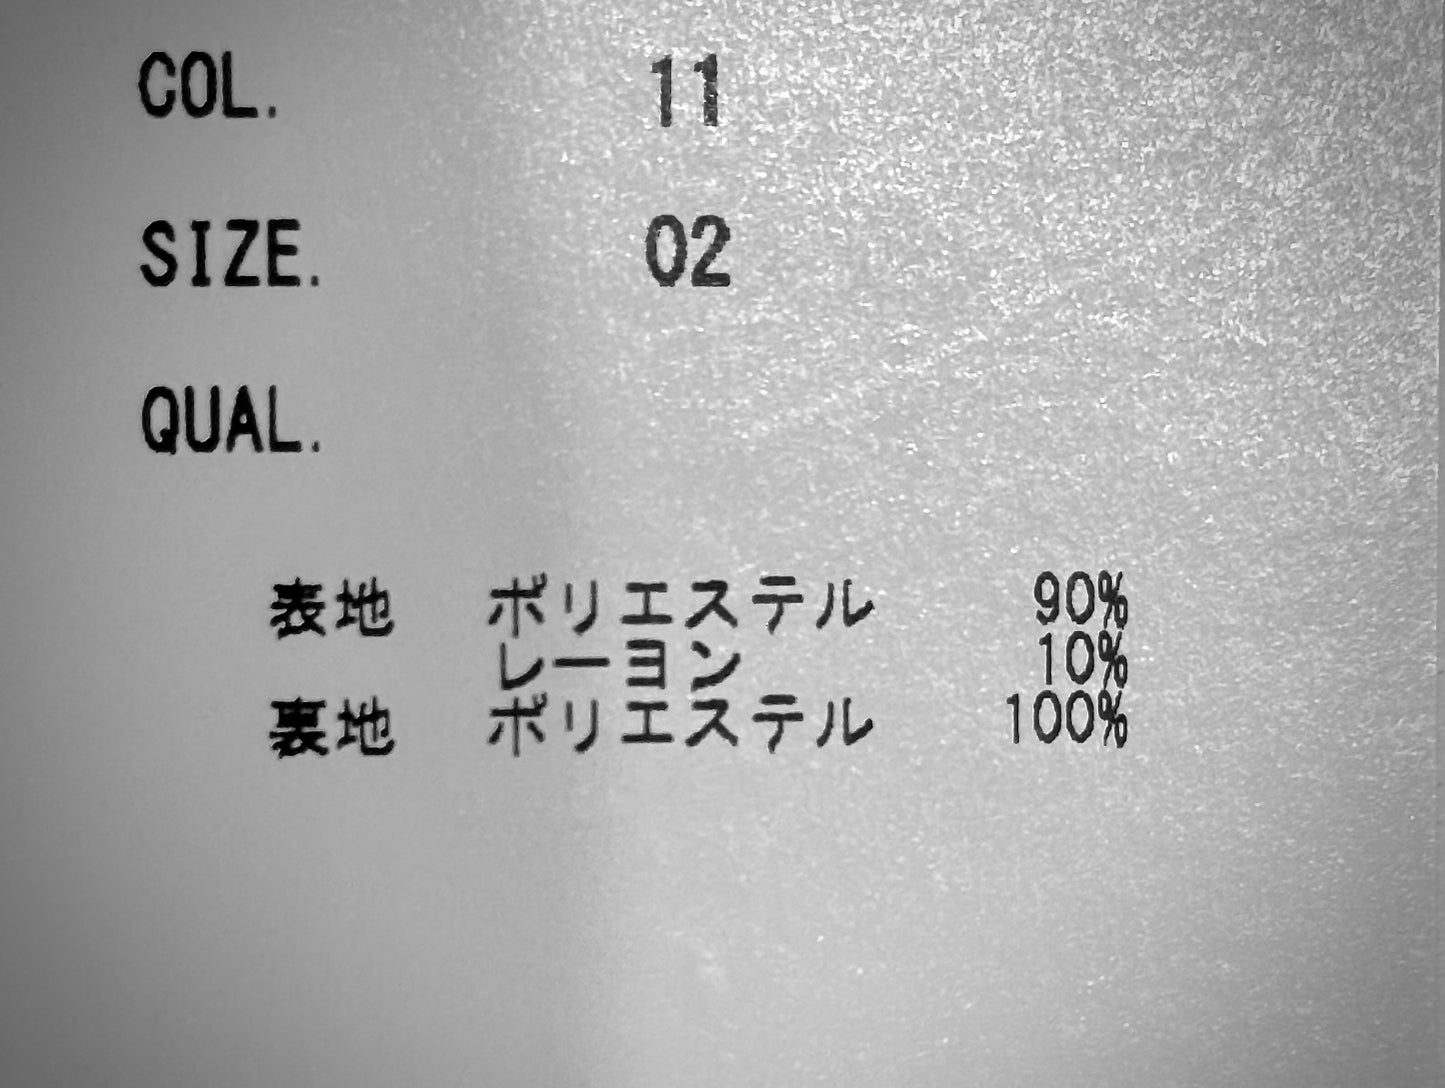 COL. 11
SIZE. 02
QUAL.
表地 ポリエステル 90%
レーヨン 10%
裏地 ポリエステル 100%